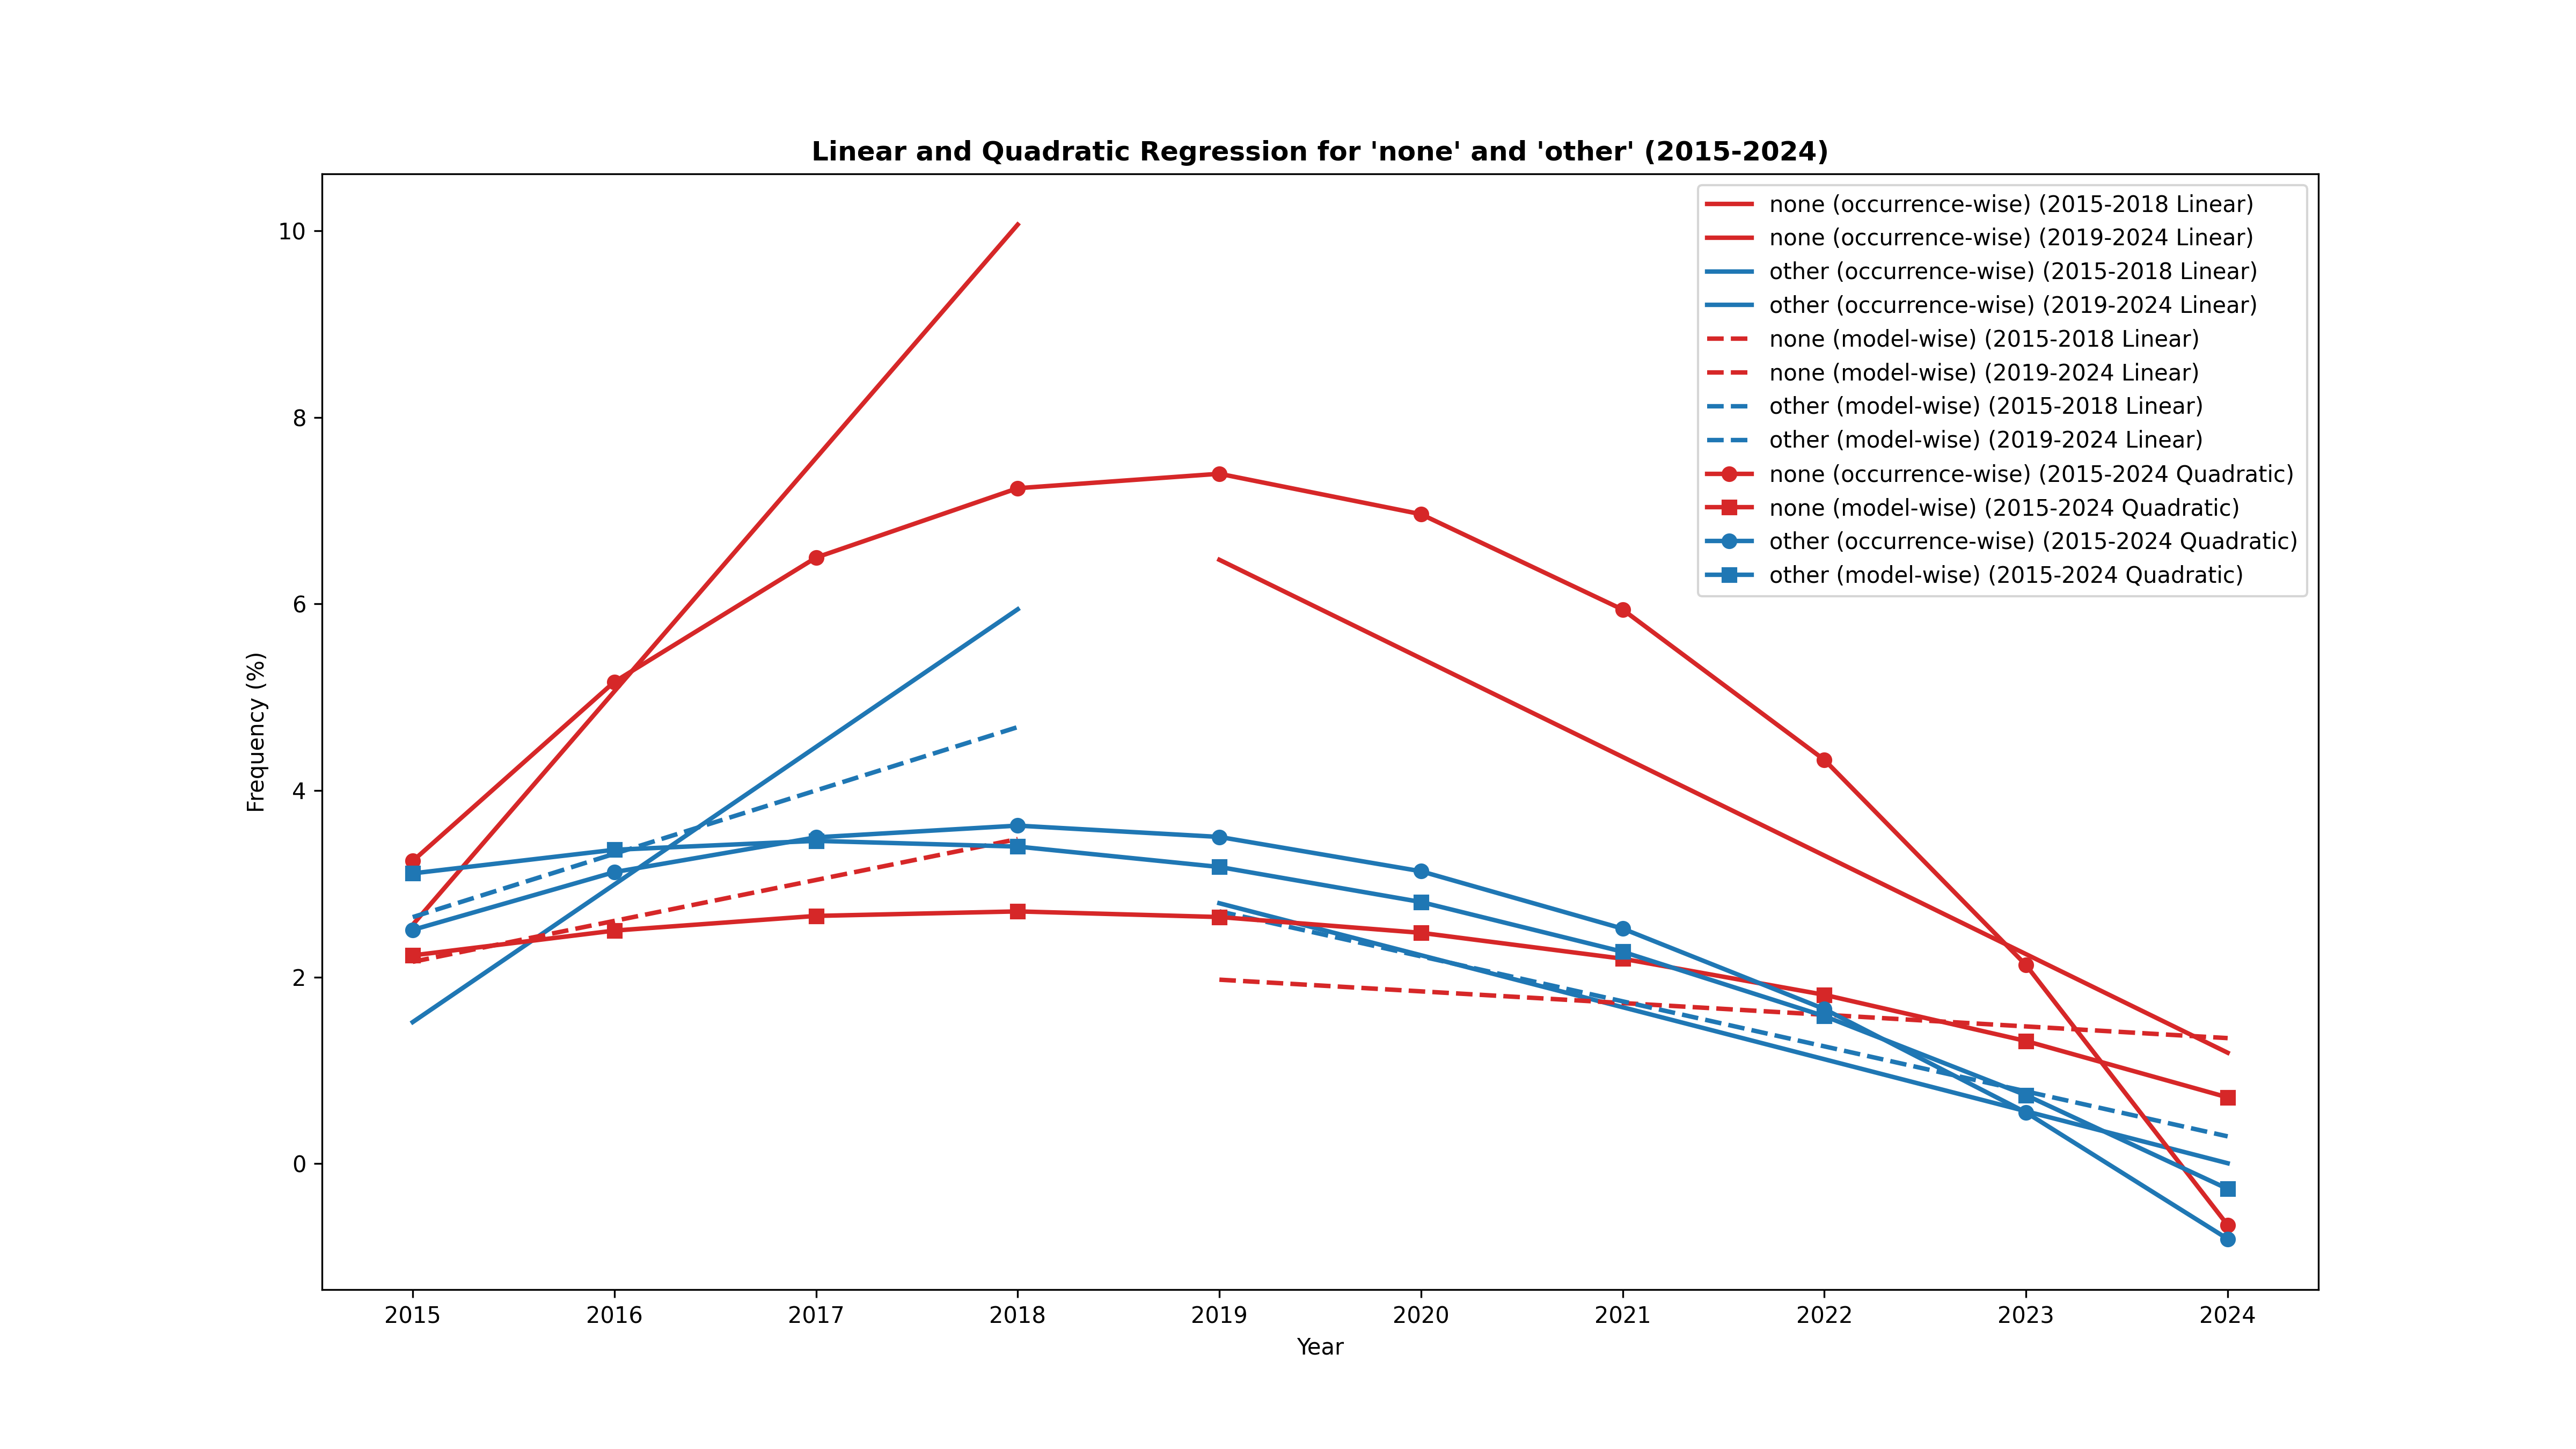 Linear and Quadratic Regression for 'none' and 'other' (2015-2024)
none (occurrence-wise) (2015-2018 Linear)
none (occurrence-wise) (2019-2024 Linear)
other (occurrence-wise) (2015-2018 Linear)
other (occurrence-wise) (2019-2024 Linear)
none (model-wise) (2015-2018 Linear)
none (model-wise) (2019-2024 Linear)
other (model-wise) (2015-2018 Linear)
other (model-wise) (2019-2024 Linear)
none (occurrence-wise) (2015-2024 Quadratic)
none (model-wise) (2015-2024 Quadratic)
other (occurrence-wise) (2015-2024 Quadratic)
other (model-wise) (2015-2024 Quadratic)
Frequency (%)
10
8
6
4
2
0
2015 2016 2017 2018 2019 2020 2021 2022 2023 2024
Year